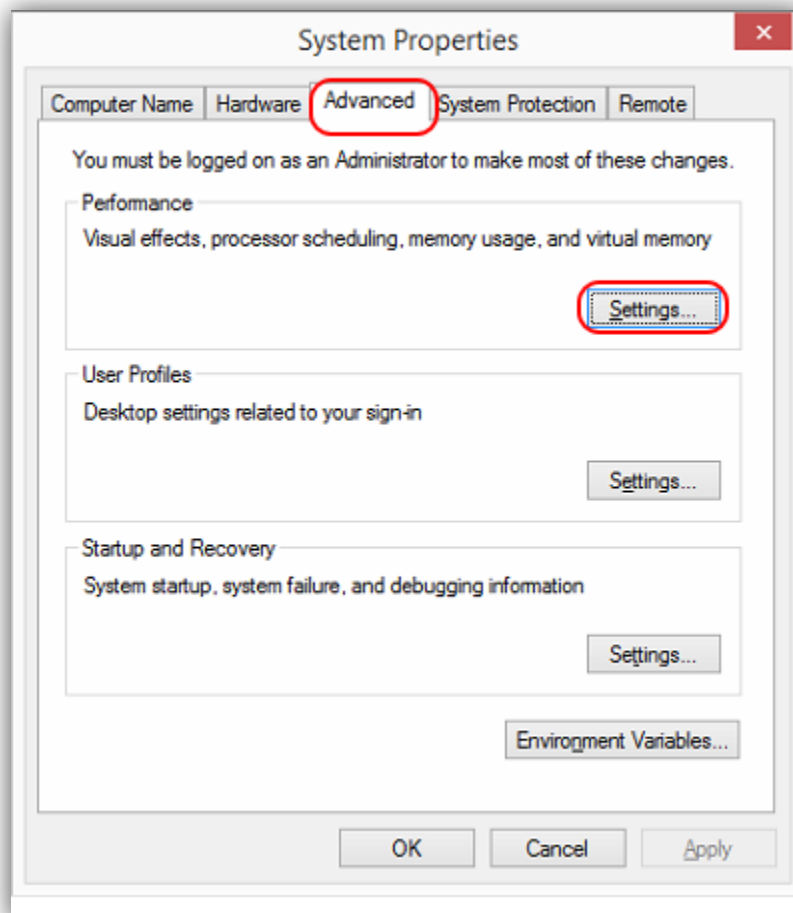 System Properties
Computer Name Hardware Advanced System Protection Remote
You must be logged on as an Administrator to make most of these changes.
Performance
Visual effects, processor scheduling, memory usage, and virtual memory
Settings...
User Profiles
Desktop settings related to your sign-in
Settings...
Startup and Recovery
System startup, system failure, and debugging information
Settings...
Environment Variables...
OK Cancel Apply